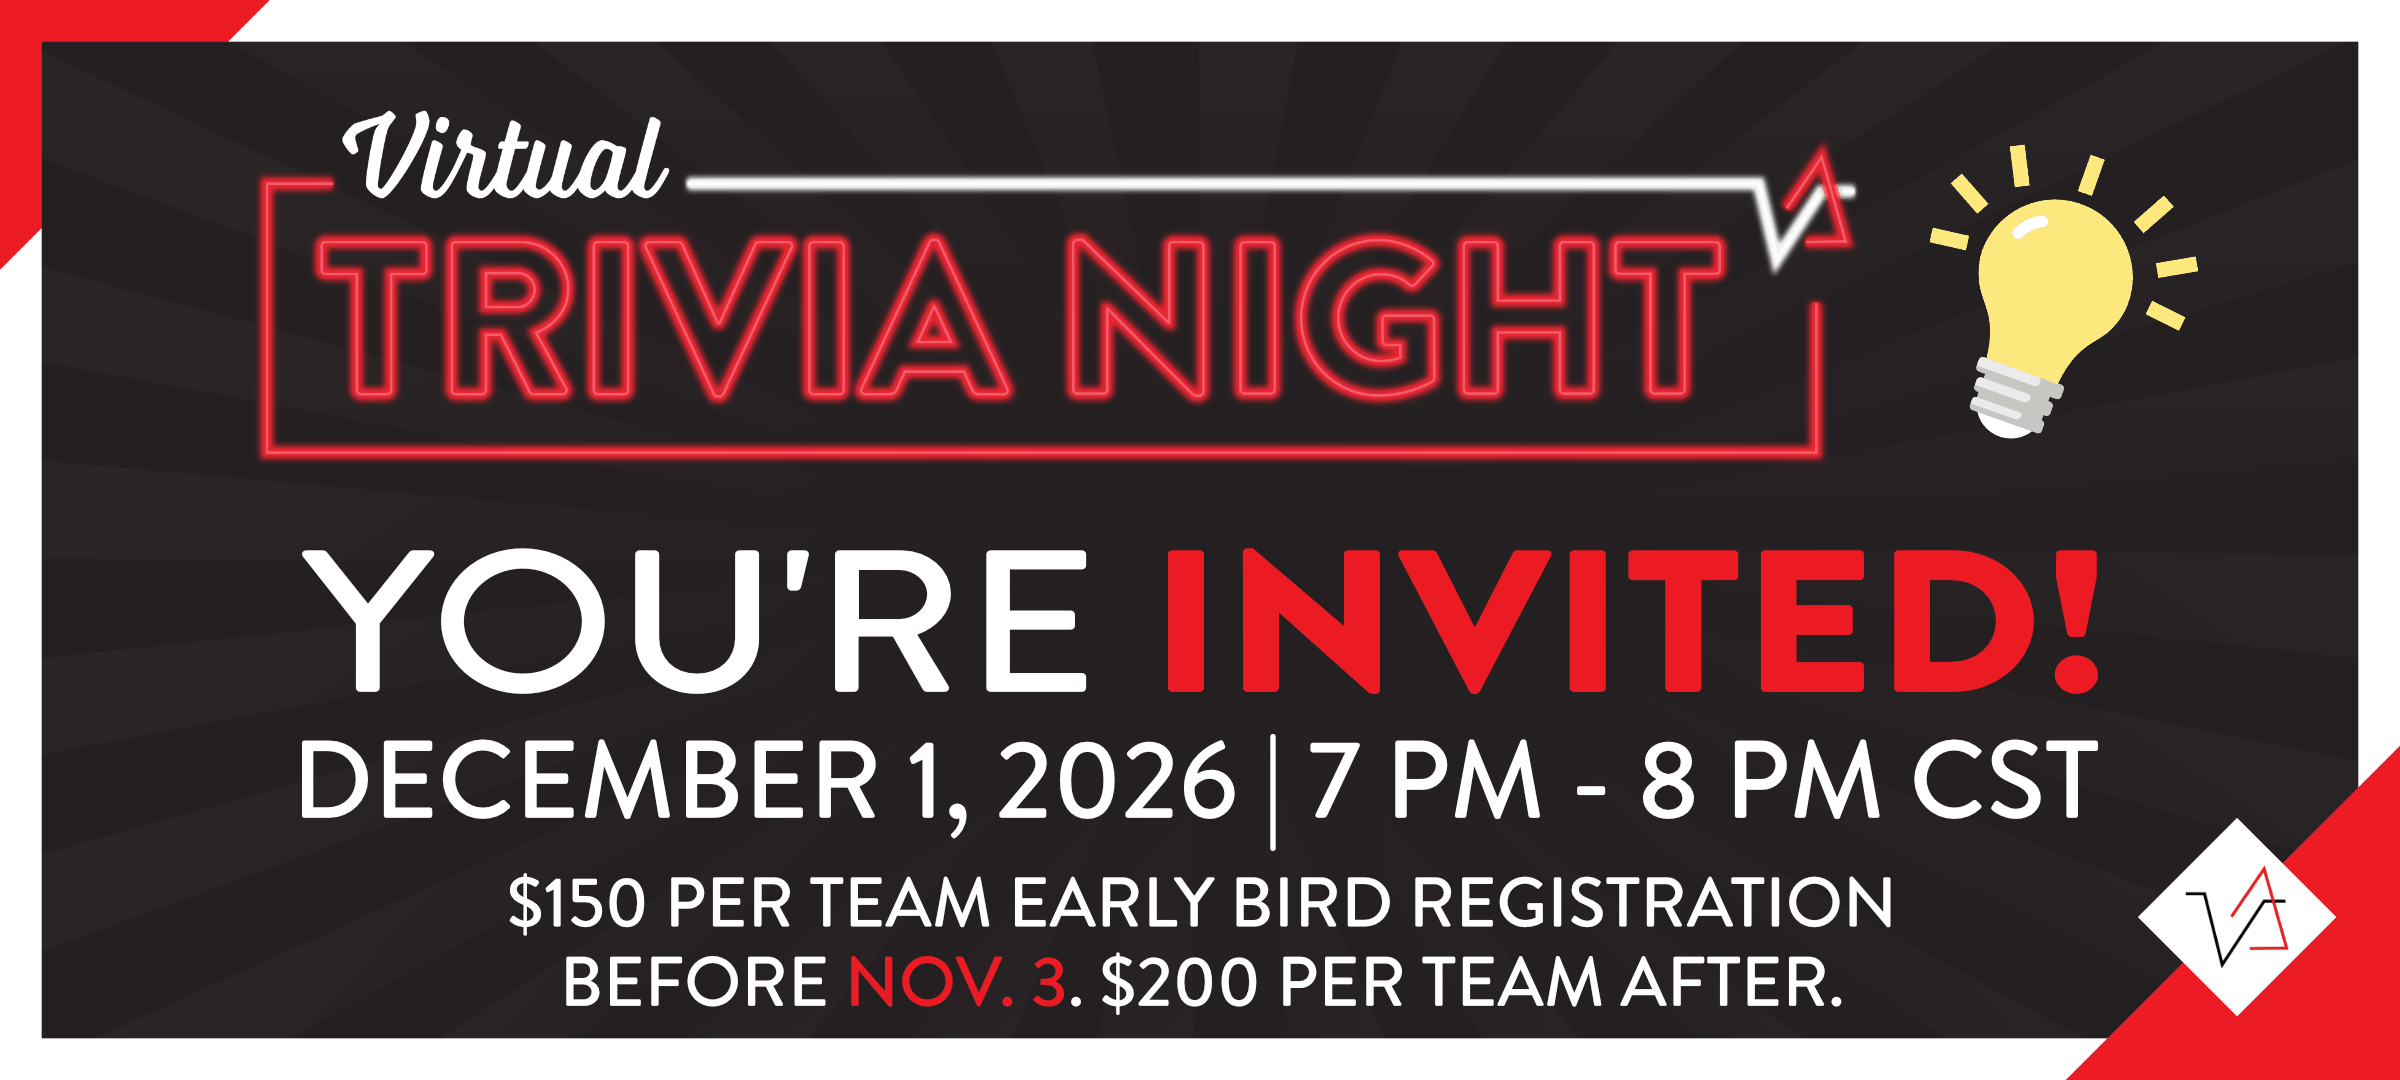 Virtual
TRIVIA NIGHT
YOU'RE INVITED!
DECEMBER 1, 2026 | 7 PM - 8 PM CST
$150 PER TEAM EARLY BIRD REGISTRATION
BEFORE NOV. 3. $200 PER TEAM AFTER.